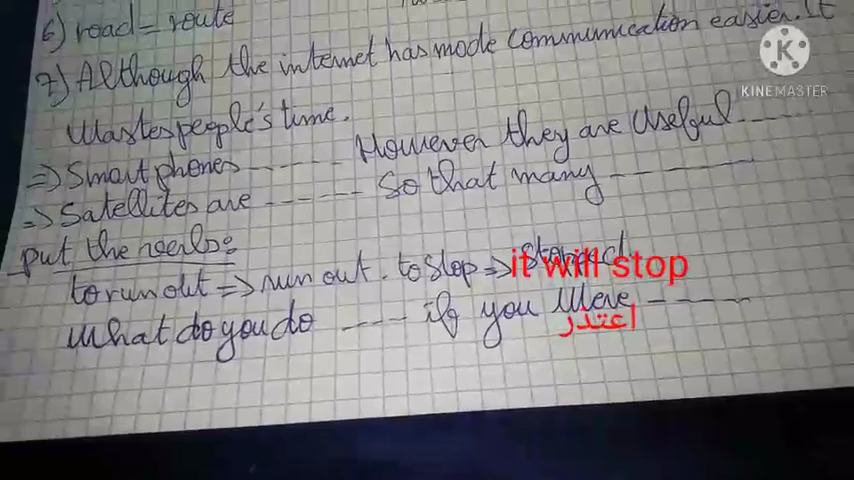 6) road = route
7) Although the internet has made communication easier. It
KINEMASTER
wastes people's time.
=> Smart phones ------ However they are useful ----
=> Satellites are ------ so that many --------
put the verbs:
to run out => run out. to stop => it will stop
What do you do ---- if you were ------
اعتذر